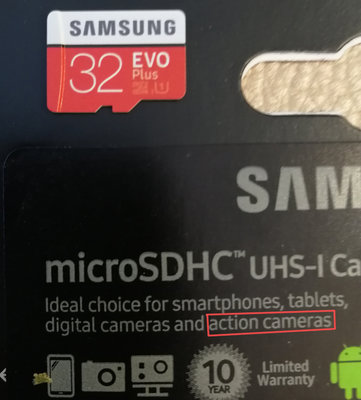 SAMSUNG
32 EVO
Plus
SAM
microSDHC™ UHS-I Ca
Ideal choice for smartphones, tablets,
digital cameras and action cameras
10 YEAR
Limited
Warranty